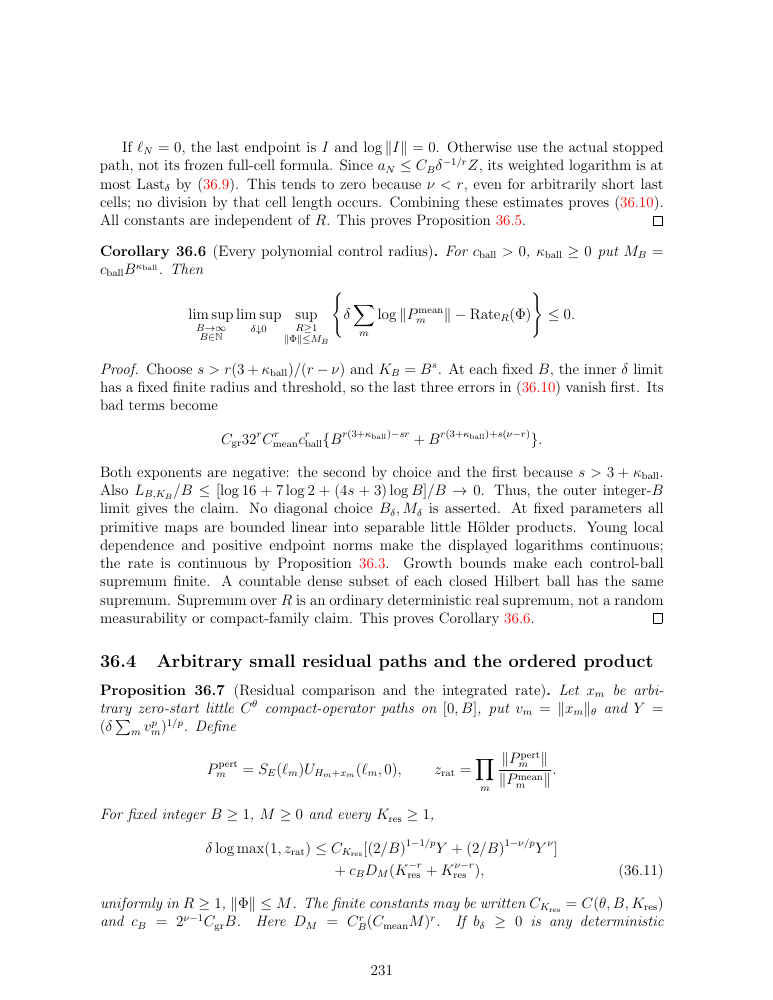 If ℓ_N = 0, the last endpoint is I and log ‖I‖ = 0. Otherwise use the actual stopped
path, not its frozen full-cell formula. Since a_N ≤ C_Bδ^{−1/r}Z, its weighted logarithm is at
most Last_δ by (36.9). This tends to zero because ν < r, even for arbitrarily short last
cells; no division by that cell length occurs. Combining these estimates proves (36.10).
All constants are independent of R. This proves Proposition 36.5. □
Corollary 36.6 (Every polynomial control radius). For c_ball > 0, κ_ball ≥ 0 put M_B =
c_ball B^{κ_ball}. Then
lim sup_{B→∞, B∈ℕ} lim sup_{δ↓0} sup_{R≥1, ‖Φ‖≤M_B} { δ ∑_m log ‖P_m^mean‖ − Rate_R(Φ) } ≤ 0.
Proof. Choose s > r(3 + κ_ball)/(r − ν) and K_B = B^s. At each fixed B, the inner δ limit
has a fixed finite radius and threshold, so the last three errors in (36.10) vanish first. Its
bad terms become
C_gr 32^r C_mean^r c_ball^r {B^{r(3+κ_ball)−sr} + B^{r(3+κ_ball)+s(ν−r)}}.
Both exponents are negative: the second by choice and the first because s > 3 + κ_ball.
Also L_{B,K_B}/B ≤ [log 16 + 7 log 2 + (4s + 3) log B]/B → 0. Thus, the outer integer-B
limit gives the claim. No diagonal choice B_δ, M_δ is asserted. At fixed parameters all
primitive maps are bounded linear into separable little Hölder products. Young local
dependence and positive endpoint norms make the displayed logarithms continuous;
the rate is continuous by Proposition 36.3. Growth bounds make each control-ball
supremum finite. A countable dense subset of each closed Hilbert ball has the same
supremum. Supremum over R is an ordinary deterministic real supremum, not a random
measurability or compact-family claim. This proves Corollary 36.6. □
36.4 Arbitrary small residual paths and the ordered product
Proposition 36.7 (Residual comparison and the integrated rate). Let x_m be arbi-
trary zero-start little C^θ compact-operator paths on [0, B], put v_m = ‖x_m‖_θ and Y =
(δ ∑_m v_m^p)^{1/p}. Define
P_m^pert = S_E(ℓ_m)U_{H_m+x_m}(ℓ_m, 0), z_rat = ∏_m ‖P_m^pert‖ / ‖P_m^mean‖.
For fixed integer B ≥ 1, M ≥ 0 and every K_res ≥ 1,
δ log max(1, z_rat) ≤ C_{K_res}[(2/B)^{1−1/p}Y + (2/B)^{1−ν/p}Y^ν]
+ c_B D_M(K_res^{−r} + K_res^{ν−r}), (36.11)
uniformly in R ≥ 1, ‖Φ‖ ≤ M. The finite constants may be written C_{K_res} = C(θ, B, K_res)
and c_B = 2^{ν−1}C_gr B. Here D_M = C_B^r(C_mean M)^r. If b_δ ≥ 0 is any deterministic
231